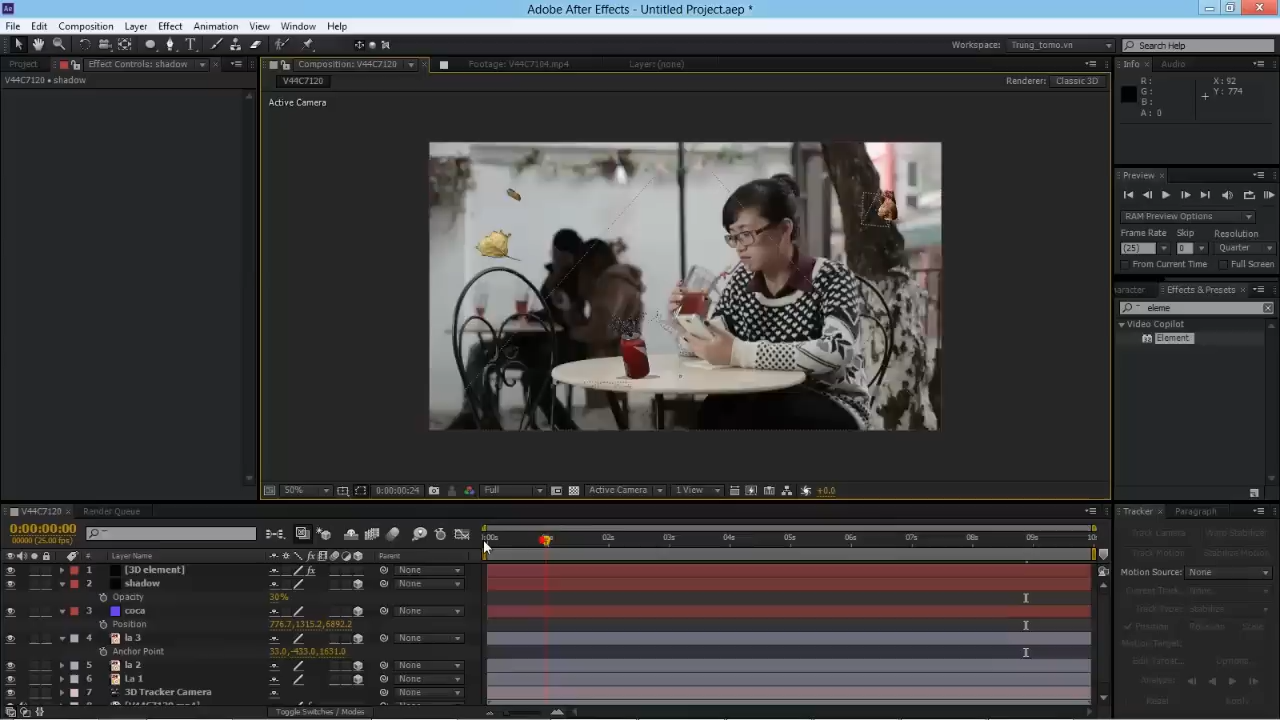 Adobe After Effects - Untitled Project.aep *
File Edit Composition Layer Effect Animation View Window Help
Workspace: Trung_tomo.vn Search Help
Project Effect Controls: shadow Composition: V44C7120 Footage: V44C7104.mp4 Layer: (none) Info Audio
V44C7120 • shadow V44C7120 Renderer: Classic 3D
Active Camera
R: X: 92
G: Y: 774
B:
A: 0
Preview
RAM Preview Options
Frame Rate Skip Resolution
(25) 0 Quarter
From Current Time Full Screen
aracter Effects & Presets
eleme
Video Copilot
Element
50% 0:00:00:24 Full Active Camera 1 View +0.0
V44C7120 Render Queue Tracker Paragraph
0:00:00:00
00000 (25.00 fps)
Track Camera Warp Stabilizer
Track Motion Stabilize Motion
:00s 02s 03s 04s 05s 06s 07s 08s 09s 10s
# Layer Name Parent
1 [3D element] None
2 shadow None
Opacity 30%
3 coca None
Position 776.7,1315.2,6892.2
4 la 3 None
Anchor Point 33.0,-433.0,1631.0
5 la 2 None
6 La 1 None
7 3D Tracker Camera None
Toggle Switches / Modes
Motion Source: None
Current Track: None
Track Type: Stabilize
Position Rotation Scale
Motion Target:
Edit Target... Options...
Analyze:
Reset Apply